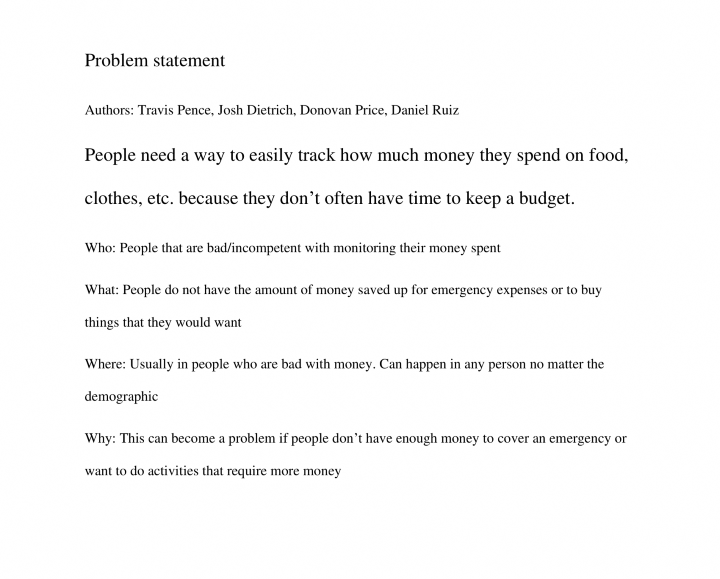 Problem statement
Authors: Travis Pence, Josh Dietrich, Donovan Price, Daniel Ruiz
People need a way to easily track how much money they spend on food,
clothes, etc. because they don’t often have time to keep a budget.
Who: People that are bad/incompetent with monitoring their money spent
What: People do not have the amount of money saved up for emergency expenses or to buy
things that they would want
Where: Usually in people who are bad with money. Can happen in any person no matter the
demographic
Why: This can become a problem if people don’t have enough money to cover an emergency or
want to do activities that require more money